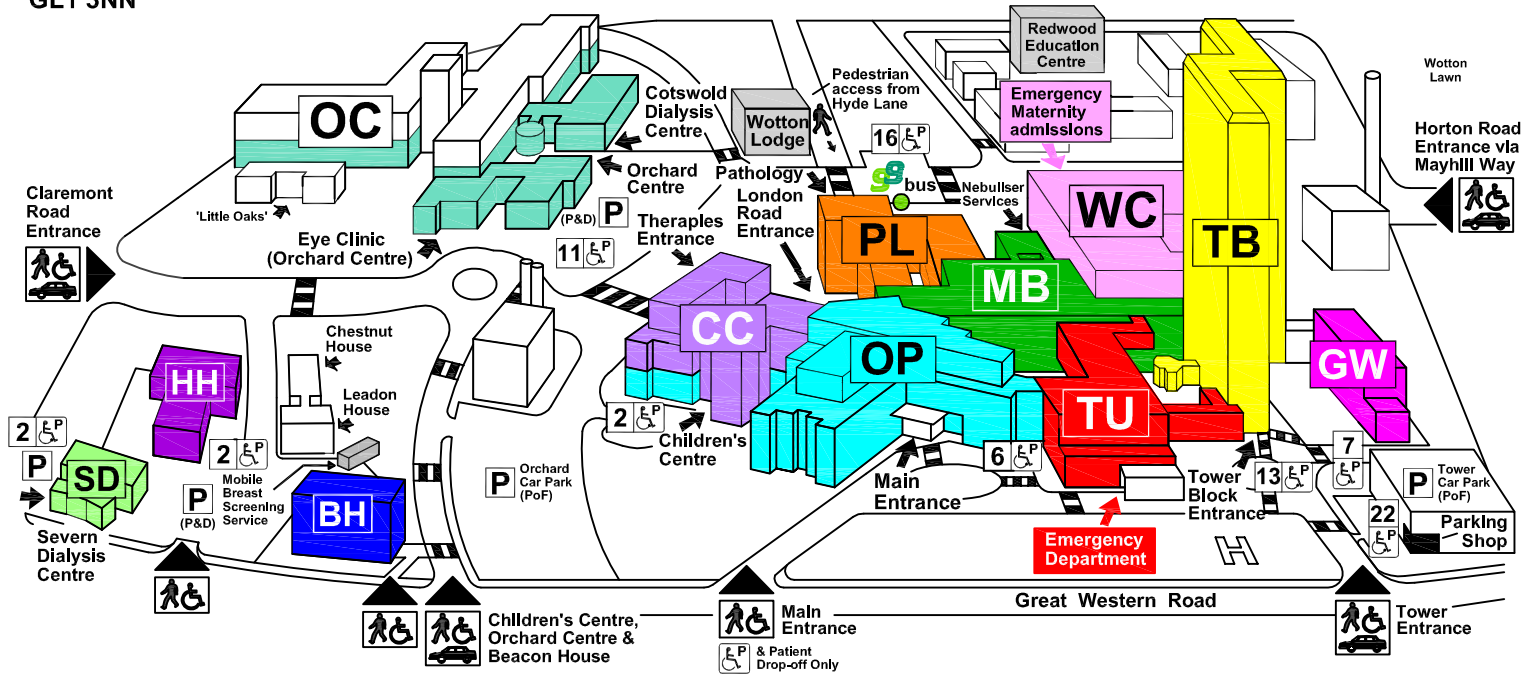 GL1 3NN
Redwood
Education
Centre
Wotton
Lawn
Emergency
Maternity
admissions
Pedestrian
access from
Hyde Lane
Cotswold
Dialysis
Centre
OC
Wotton
Lodge
16
P
Horton Road
Entrance via
Mayhill Way
Orchard
Centre
Pathology
gg bus
Nebuliser
Services
Claremont
Road
Entrance
'Little Oaks'
(P&D) P
London
Road
Entrance
Therapies
Entrance
WC
TB
PL
Eye Clinic
(Orchard Centre)
11 P
MB
CC
Chestnut
House
OP
GW
HH
Leadon
House
TU
2 P
2 P
Children's
Centre
6 P
7
P
P
SD
2 P
Mobile
Breast
Screening
Service
P
(P&D)
BH
P Orchard
Car Park
(PoF)
Main
Entrance
Tower
Block
Entrance
13 P
P Tower
Car Park
(PoF)
22
P
Parking
Shop
Severn
Dialysis
Centre
Emergency
Department
H
Great Western Road
Children's Centre,
Orchard Centre &
Beacon House
Main
Entrance
P & Patient
Drop-off Only
Tower
Entrance